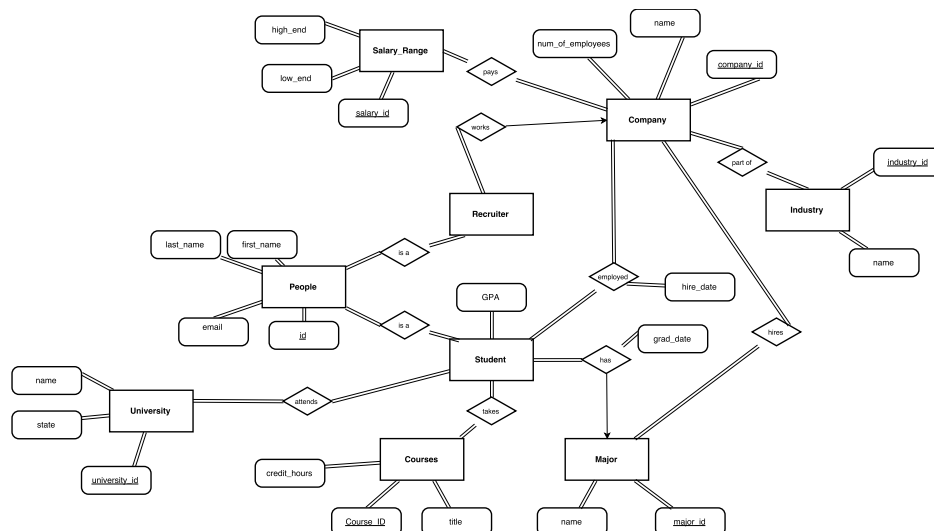 name
high_end
Salary_Range
num_of_employees
company_id
low_end
pays
salary_id
Company
works
part of
industry_id
Recruiter
Industry
last_name
first_name
is a
name
People
employed
hire_date
GPA
email
id
is a
hires
grad_date
Student
has
name
attends
University
takes
state
Courses
Major
credit_hours
university_id
Course_ID
title
name
major_id